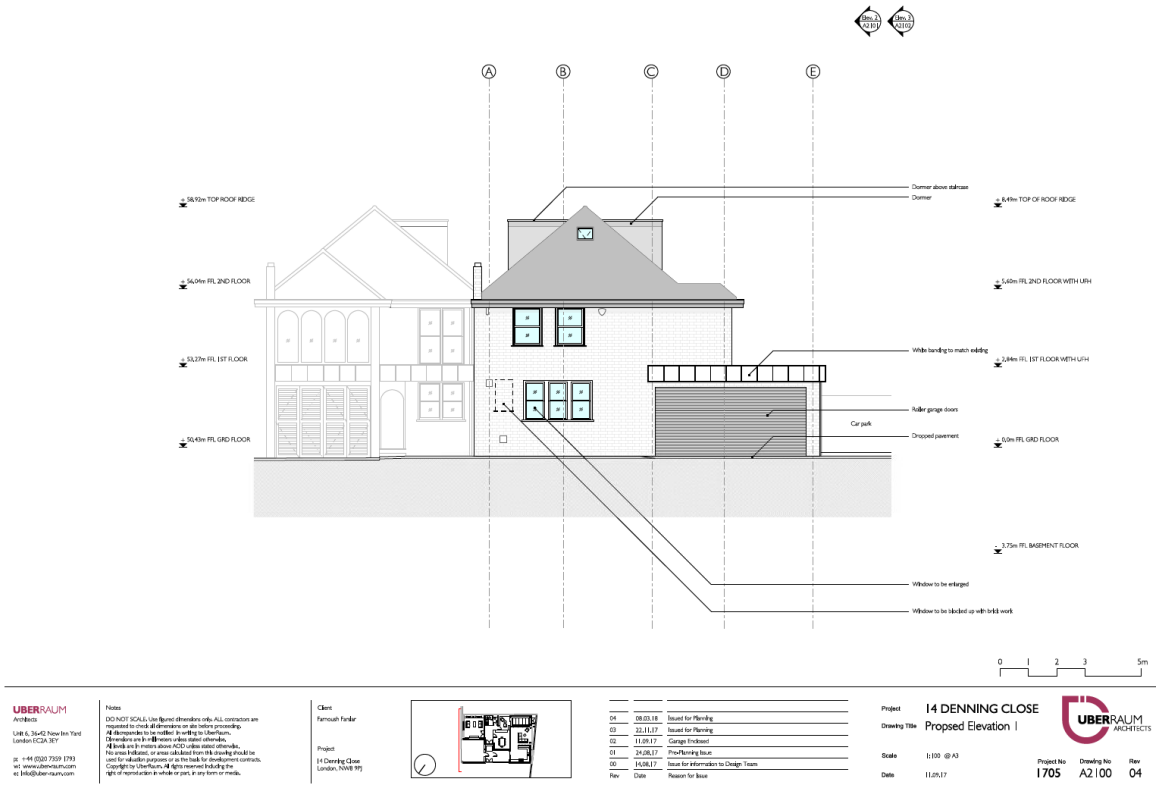 Elev. 2
A2101
Elev. 3
A2102
A
B
C
D
E
Dormer above staircase
Dormer
+ 58,92m TOP ROOF RIDGE
+ 8,49m TOP OF ROOF RIDGE
+ 56,04m FFL 2ND FLOOR
+ 5,60m FFL 2ND FLOOR WITH UFH
White banding to match existing
+ 53,27m FFL 1ST FLOOR
+ 2,84m FFL 1ST FLOOR WITH UFH
Roller garage doors
Car park
Dropped pavement
+ 50,43m FFL GRD FLOOR
+ 0,0m FFL GRD FLOOR
- 3.75m FFL BASEMENT FLOOR
Window to be enlarged
Window to be blocked up with brick work
0 1 2 3 5m
UBERRAUM
Architects
Unit 6, 36-42 New Inn Yard
London EC2A 3EY
p: +44 (0)20 7359 1793
w: www.uber-raum.com
e: info@uber-raum.com
Notes
DO NOT SCALE. Use figured dimensions only. ALL contractors are
requested to check all dimensions on site before proceeding.
All discrepancies to be notified in writing to UberRaum.
Dimensions are in millimeters unless stated otherwise.
All levels are in meters above AOD unless stated otherwise.
No areas indicated, or areas calculated from this drawing should be
used for valuation purposes or as the basis for development contracts.
Copyright by UberRaum. All rights reserved including the
right of reproduction in whole or part, in any form or media.
Client
Project
14 Denning Close
London, NW8 9PJ
04 08.03.18 Issued for Planning
03 22.11.17 Issued for Planning
02 11.09.17 Garage Enclosed
01 24.08.17 Pre-Planning Issue
00 14.08.17 Issue for information to Design Team
Rev Date Reason for Issue
Project 14 DENNING CLOSE
Drawing Title Propsed Elevation 1
Scale 1:100 @ A3
Date 11.09.17
UBERRAUM
ARCHITECTS
Project No Drawing No Rev
1705 A2100 04